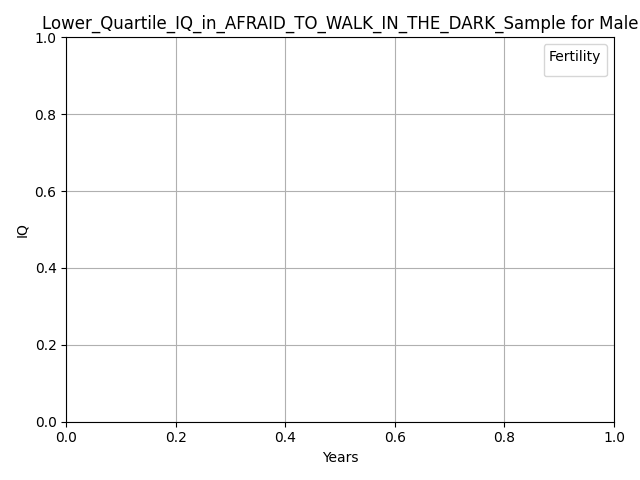 Lower_Quartile_IQ_in_AFRAID_TO_WALK_IN_THE_DARK_Sample for Male
Fertility
1.0
0.8
0.6
0.4
0.2
0.0
IQ
0.0 0.2 0.4 0.6 0.8 1.0
Years